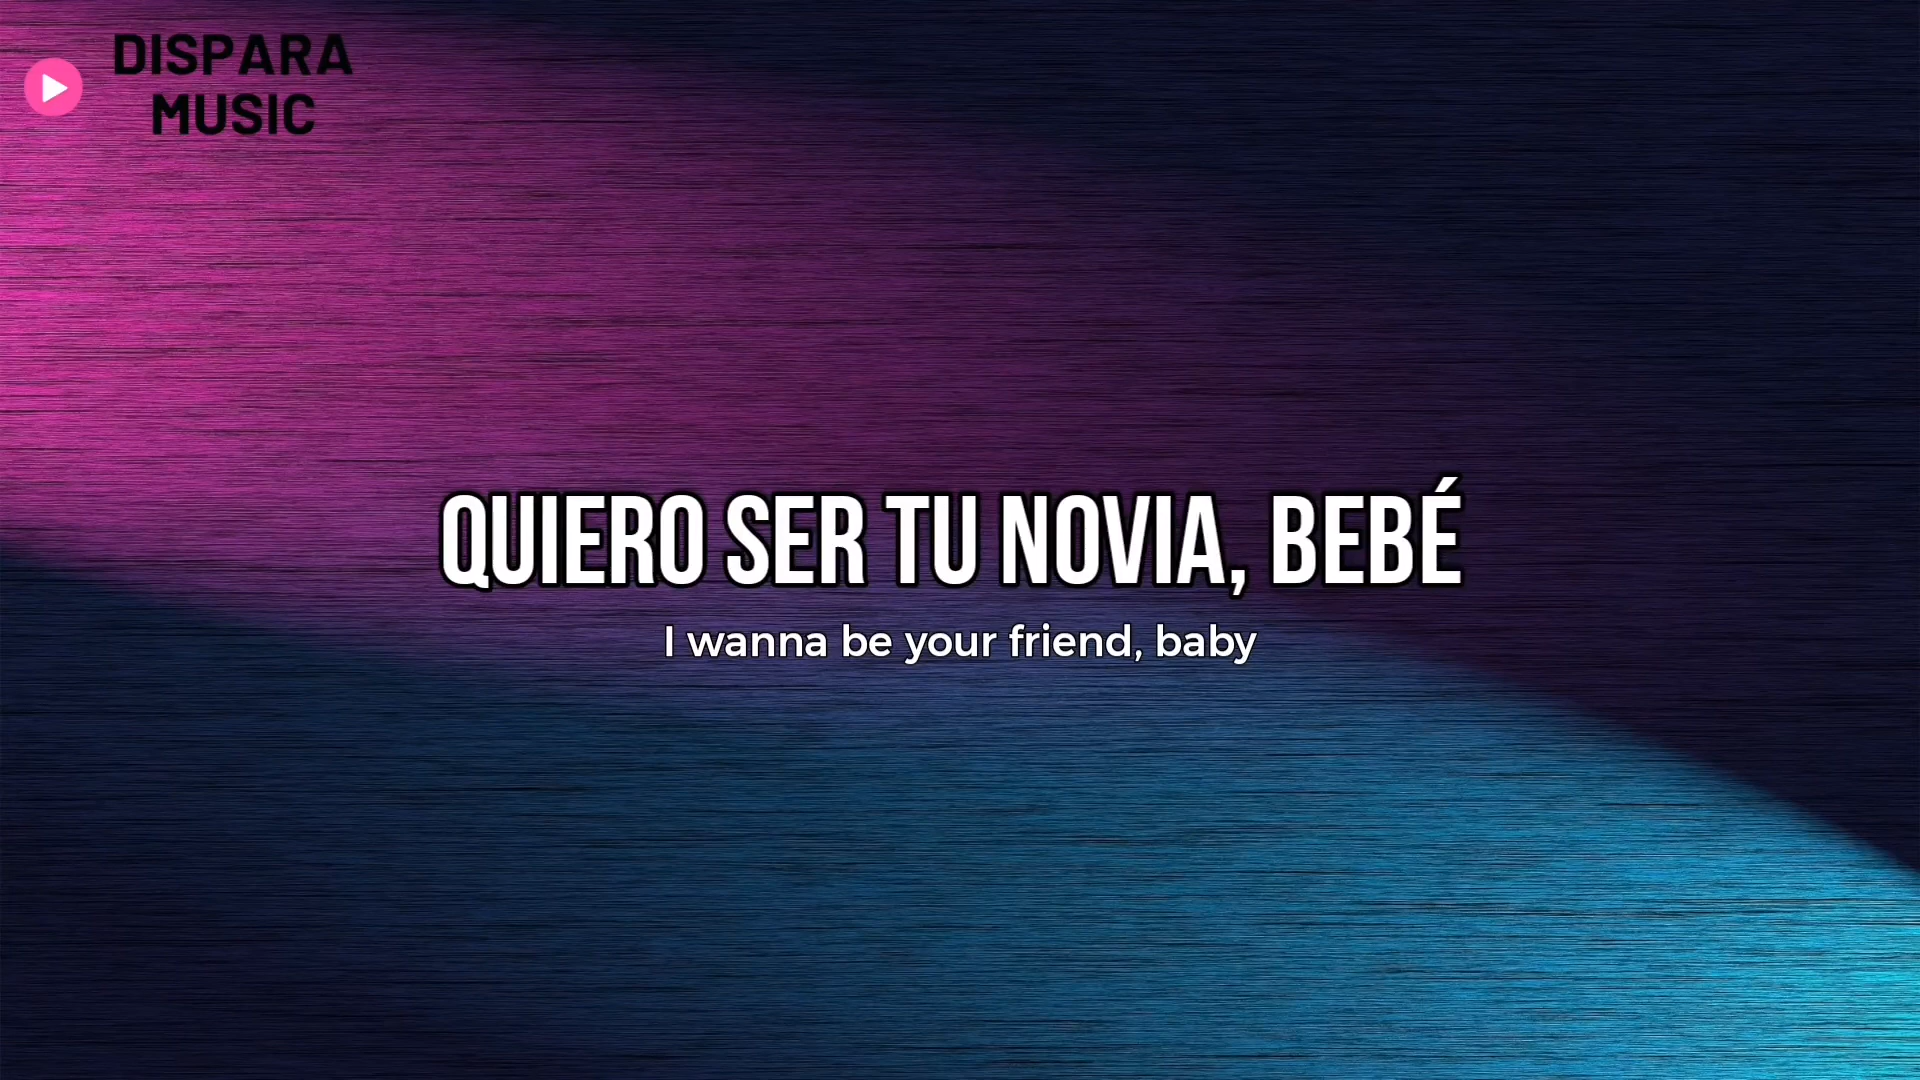 DISPARA
MUSIC
QUIERO SER TU NOVIA, BEBÉ
I wanna be your friend, baby